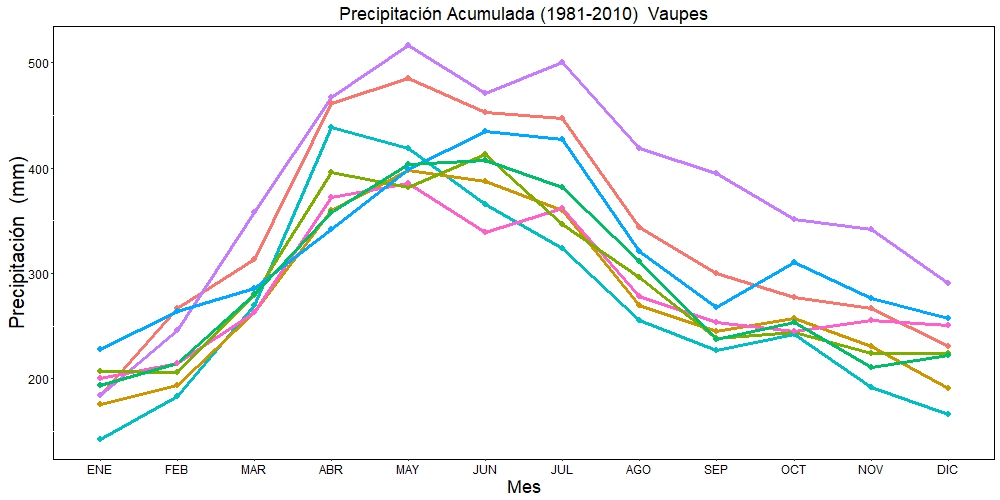 Precipitación Acumulada (1981-2010)  Vaupes
Precipitación  (mm)
500
400
300
200
ENE FEB MAR ABR MAY JUN JUL AGO SEP OCT NOV DIC
Mes